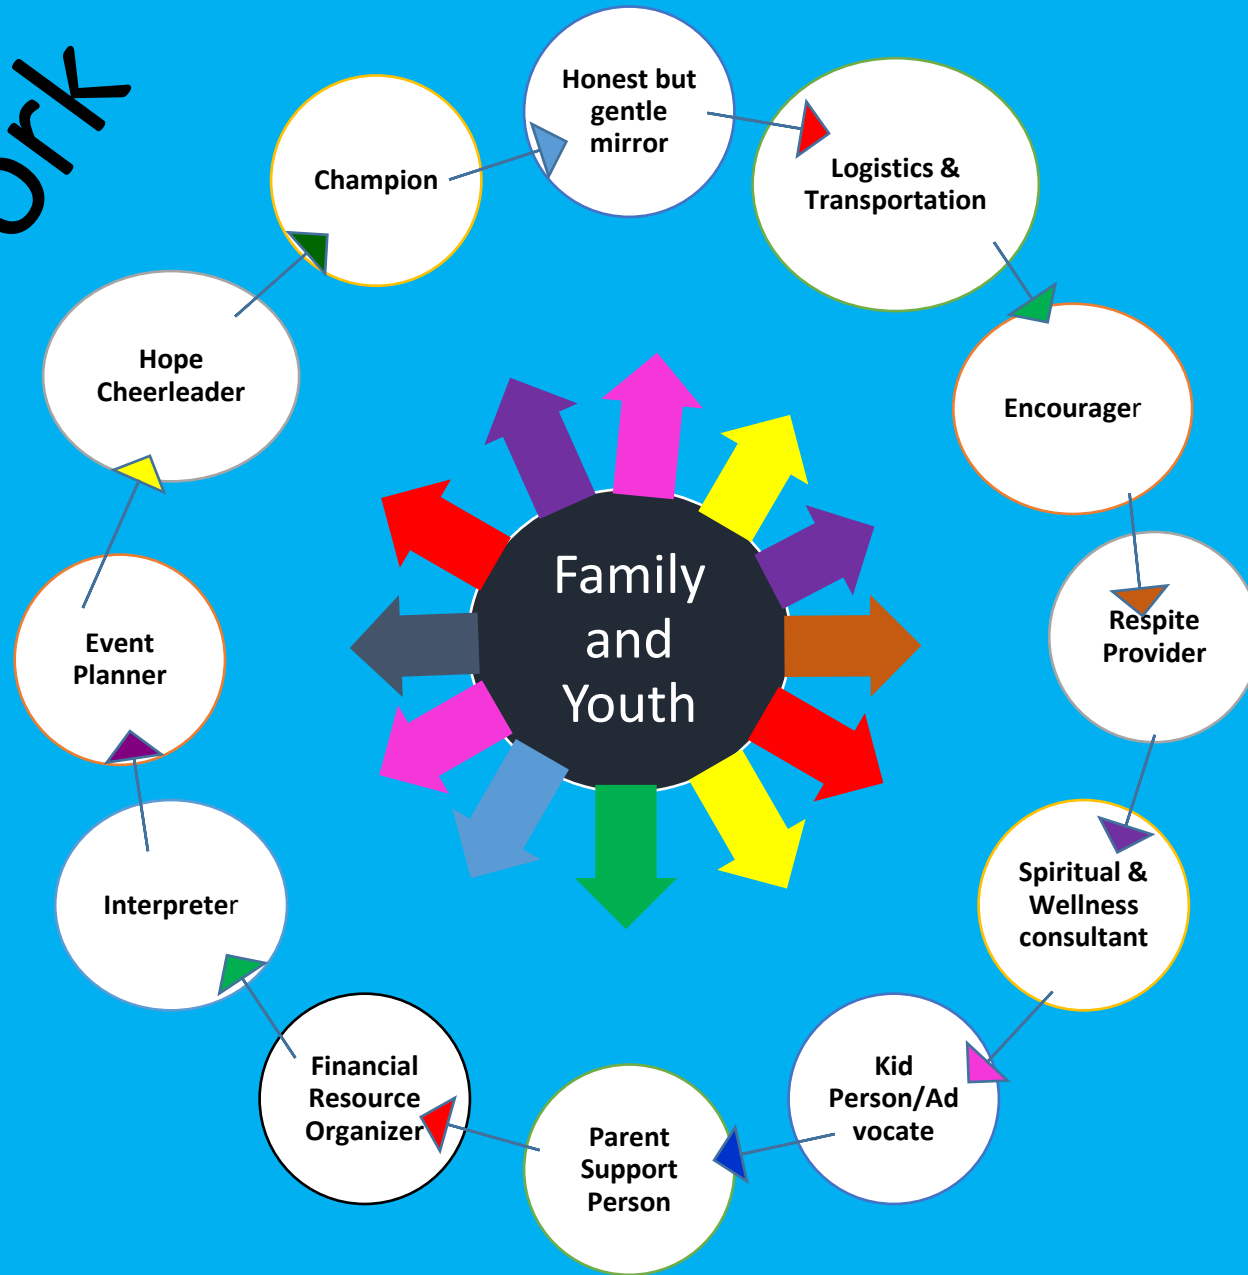 ork
Honest but
gentle
mirror
Champion
Logistics &
Transportation
Hope
Cheerleader
Encourager
Family
and
Youth
Event
Planner
Respite
Provider
Interpreter
Spiritual &
Wellness
consultant
Financial
Resource
Organizer
Kid
Person/Ad
vocate
Parent
Support
Person